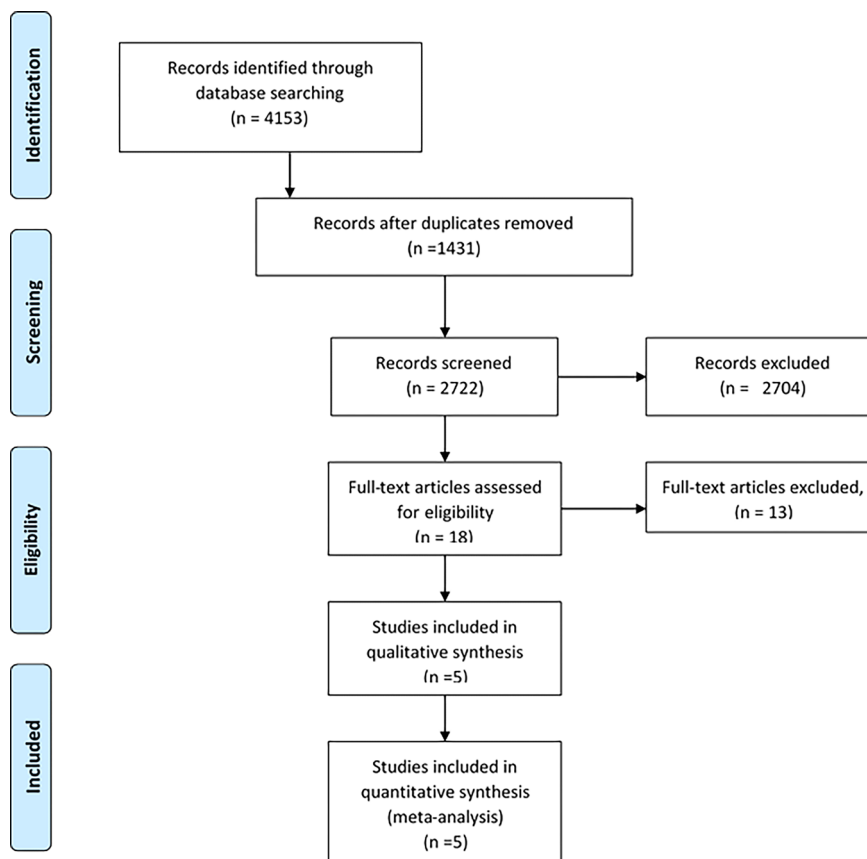 Identification
Records identified through
database searching
(n = 4153)
Records after duplicates removed
(n =1431)
Screening
Records screened
(n = 2722)
Records excluded
(n = 2704)
Eligibility
Full-text articles assessed
for eligibility
(n = 18)
Full-text articles excluded,
(n = 13)
Studies included in
qualitative synthesis
(n =5)
Included
Studies included in
quantitative synthesis
(meta-analysis)
(n =5)